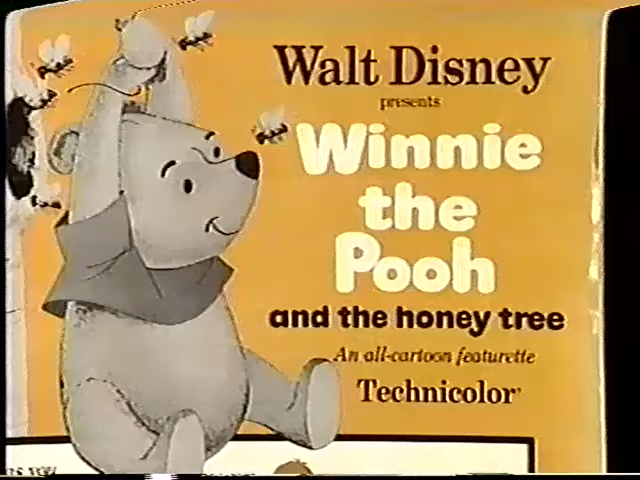 Walt Disney
presents
Winnie
the
Pooh
and the honey tree
An all-cartoon featurette
Technicolor